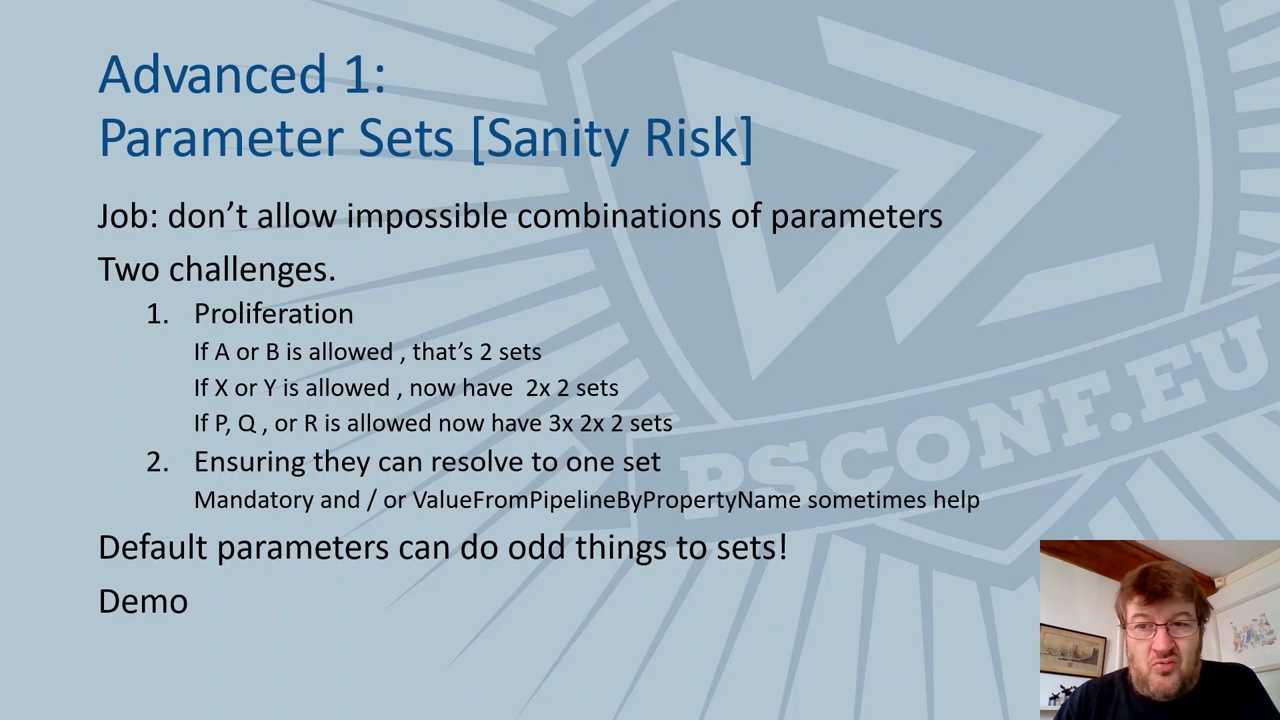 Advanced 1:
Parameter Sets [Sanity Risk]
Job: don’t allow impossible combinations of parameters
Two challenges.
1. Proliferation
If A or B is allowed , that’s 2 sets
If X or Y is allowed , now have 2x 2 sets
If P, Q , or R is allowed now have 3x 2x 2 sets
2. Ensuring they can resolve to one set
Mandatory and / or ValueFromPipelineByPropertyName sometimes help
Default parameters can do odd things to sets!
Demo
PSCONF.EU